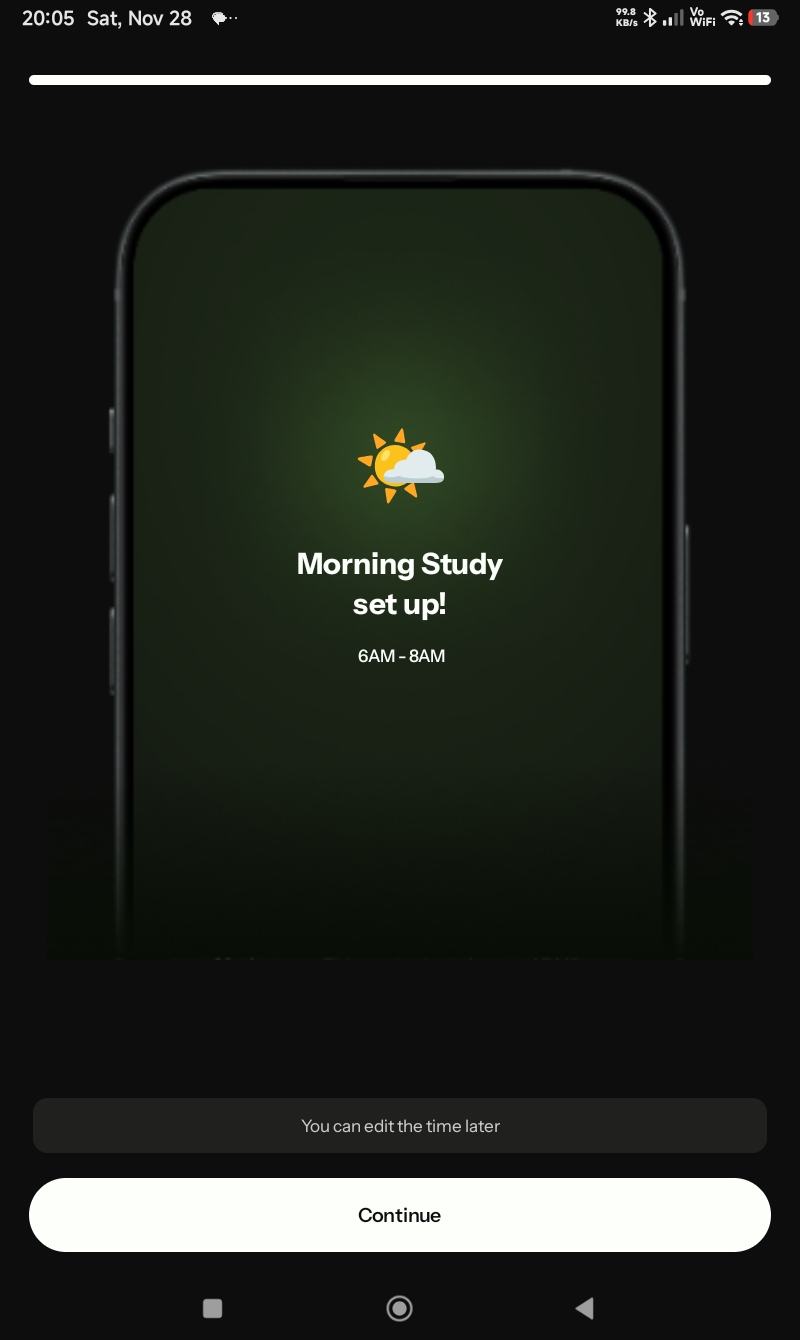 20:05 Sat, Nov 28
99.8
KB/s
Vo
WiFi
13
Morning Study
set up!
6AM - 8AM
You can edit the time later
Continue